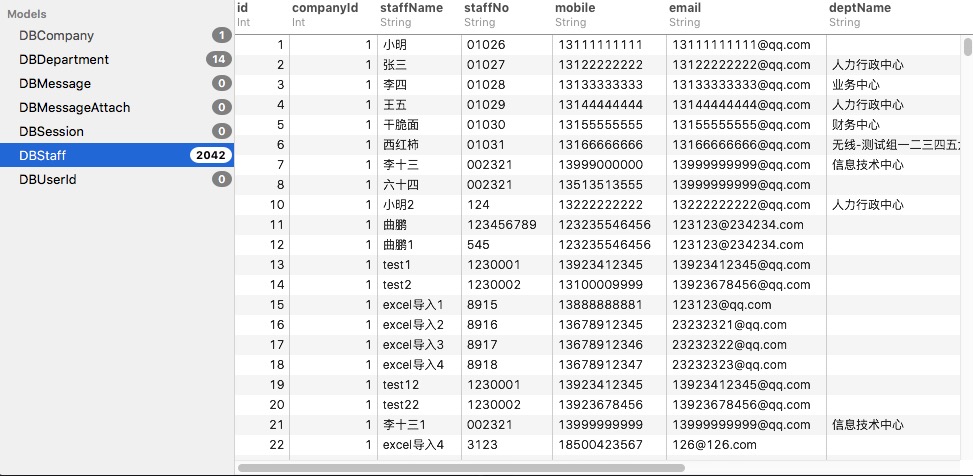 Models
DBCompany 1
DBDepartment 14
DBMessage 0
DBMessageAttach 0
DBSession 0
DBStaff 2042
DBUserId 0
id companyId staffName staffNo mobile email deptName
Int Int String String String String String
1 1 小明 01026 13111111111 13111111111@qq.com
2 1 张三 01027 13122222222 13122222222@qq.com 人力行政中心
3 1 李四 01028 13133333333 13133333333@qq.com 业务中心
4 1 王五 01029 13144444444 13144444444@qq.com 人力行政中心
5 1 干脆面 01030 13155555555 13155555555@qq.com 财务中心
6 1 西红柿 01031 13166666666 13166666666@qq.com 无线-测试组一二三四五
7 1 李十三 002321 13999000000 13999999999@qq.com 信息技术中心
8 1 六十四 002321 13513513555 13999999999@qq.com
10 1 小明2 124 13222222222 13222222222@qq.com 人力行政中心
11 1 曲鹏 123456789 123235546456 123123@234234.com
12 1 曲鹏1 545 123235546456 123123@234234.com
13 1 test1 1230001 13923412345 13923412345@qq.com
14 1 test2 1230002 13100009999 13923678456@qq.com
15 1 excel导入1 8915 13888888881 123123@qq.com
16 1 excel导入2 8916 13678912345 23232321@qq.com
17 1 excel导入3 8917 13678912346 23232322@qq.com
18 1 excel导入4 8918 13678912347 23232323@qq.com
19 1 test12 1230001 13923412345 13923412345@qq.com
20 1 test22 1230002 13923678456 13923678456@qq.com
21 1 李十三1 002321 13999999999 13999999999@qq.com 信息技术中心
22 1 excel导入4 3123 18500423567 126@126.com